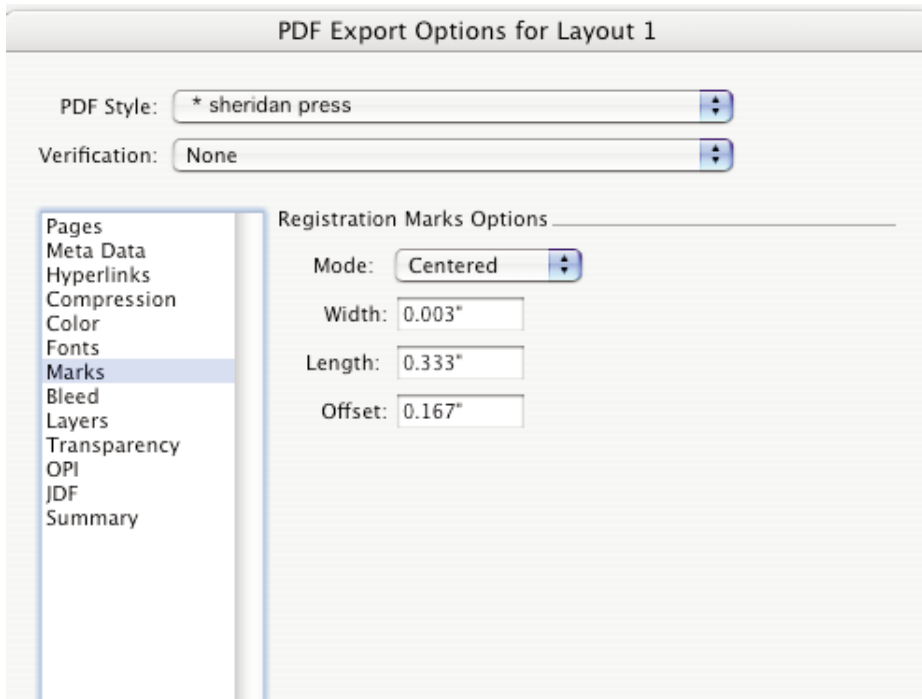 PDF Export Options for Layout 1
PDF Style: * sheridan press
Verification: None
Pages
Meta Data
Hyperlinks
Compression
Color
Fonts
Marks
Bleed
Layers
Transparency
OPI
JDF
Summary
Registration Marks Options
Mode: Centered
Width: 0.003"
Length: 0.333"
Offset: 0.167"